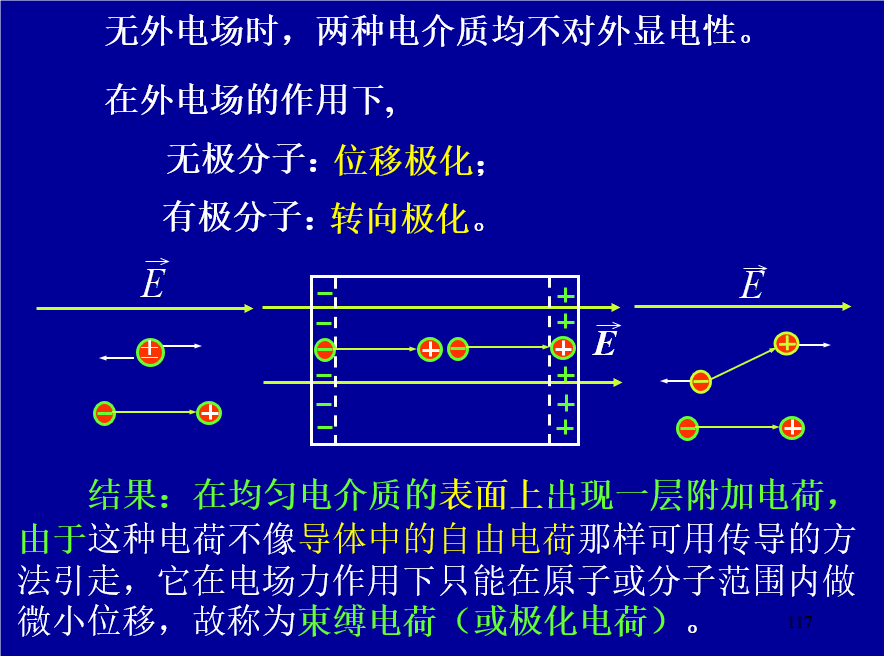 无外电场时，两种电介质均不对外显电性。
在外电场的作用下,
无极分子：位移极化；
有极分子：转向极化。
E E
E
结果：在均匀电介质的表面上出现一层附加电荷，
由于这种电荷不像导体中的自由电荷那样可用传导的方
法引走，它在电场力作用下只能在原子或分子范围内做
微小位移，故称为束缚电荷（或极化电荷）。 117